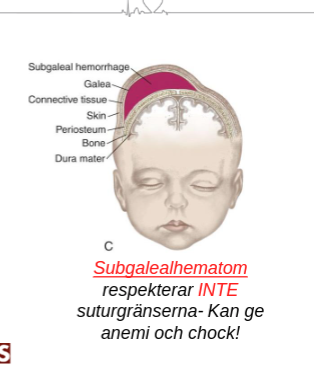 Subgaleal hemorrhage
Galea
Connective tissue
Skin
Periosteum
Bone
Dura mater
C
Subgalealhematom
respekterar INTE
suturgränserna- Kan ge
anemi och chock!
S